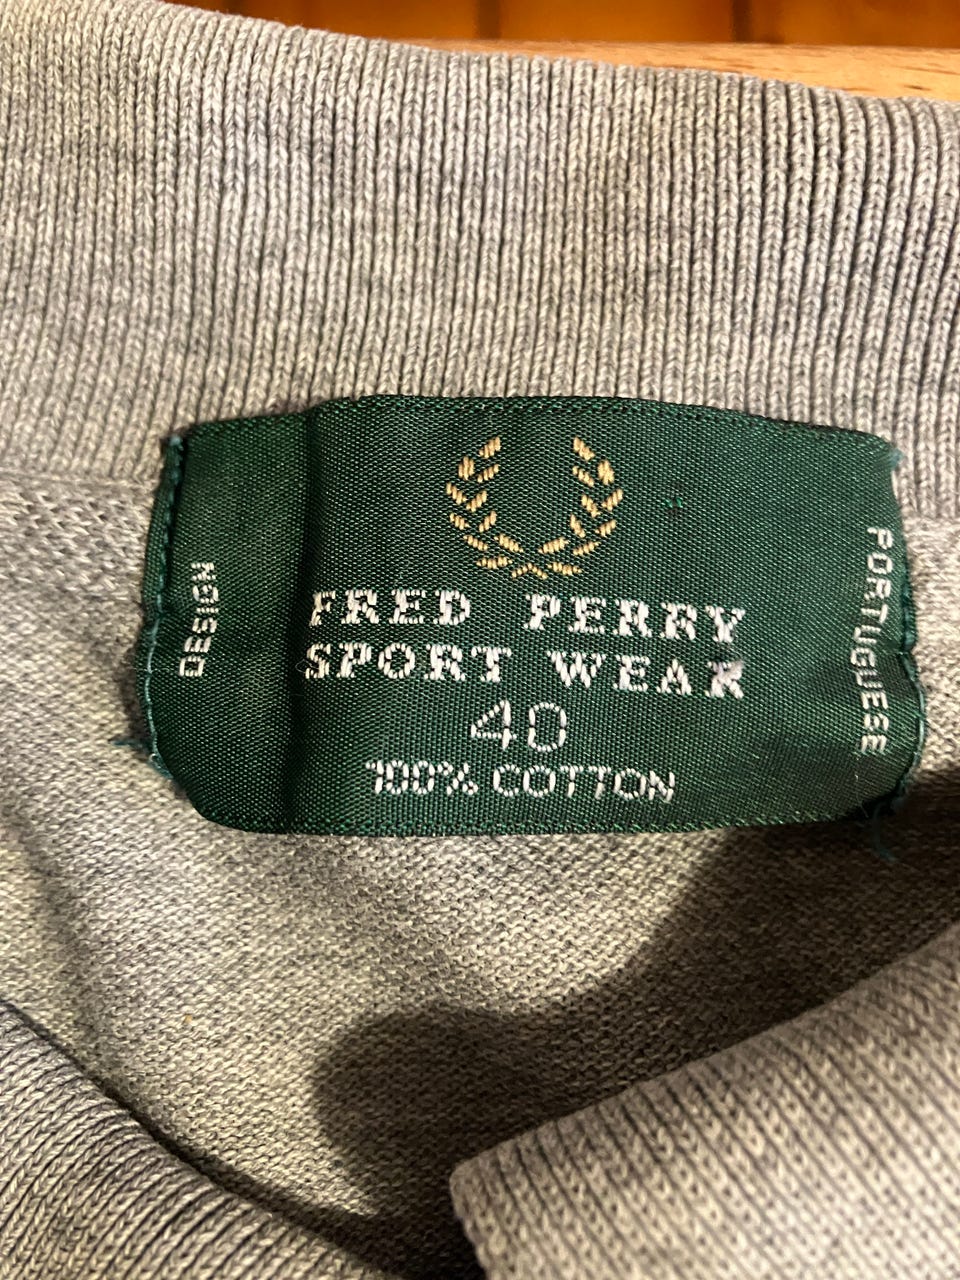 FRED PERRY
SPORT WEAR
40
100% COTTON
DESIGN
PORTUGUESE